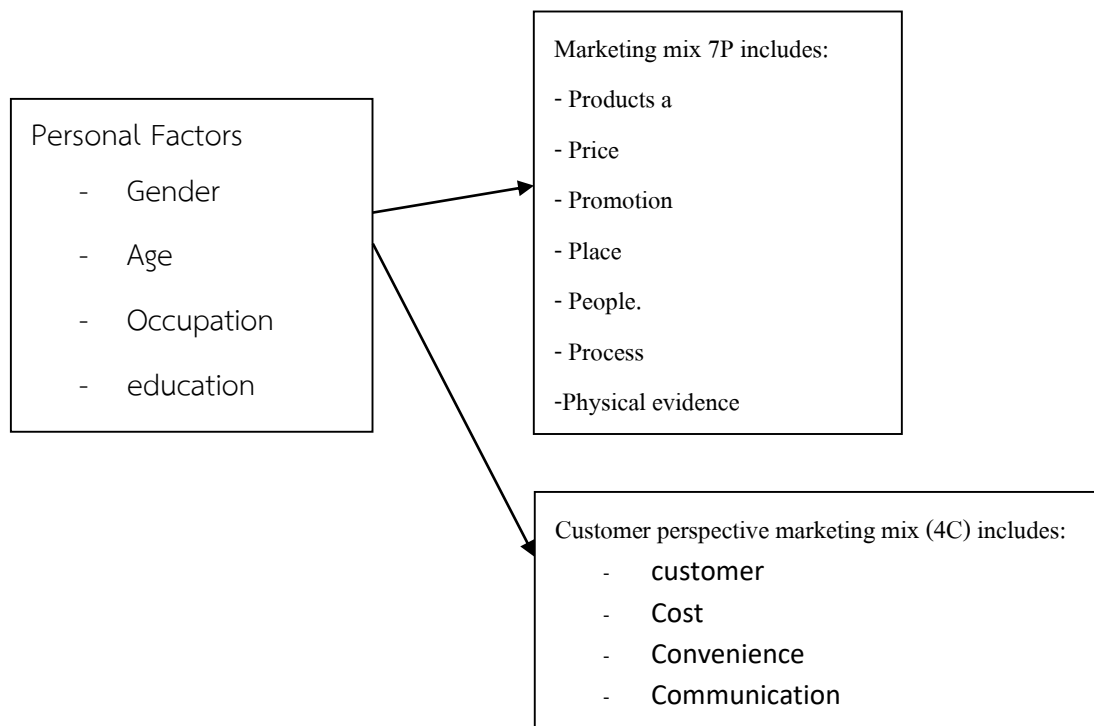 Personal Factors
- Gender
- Age
- Occupation
- education
Marketing mix 7P includes:
- Products a
- Price
- Promotion
- Place
- People.
- Process
-Physical evidence
Customer perspective marketing mix (4C) includes:
- customer
- Cost
- Convenience
- Communication